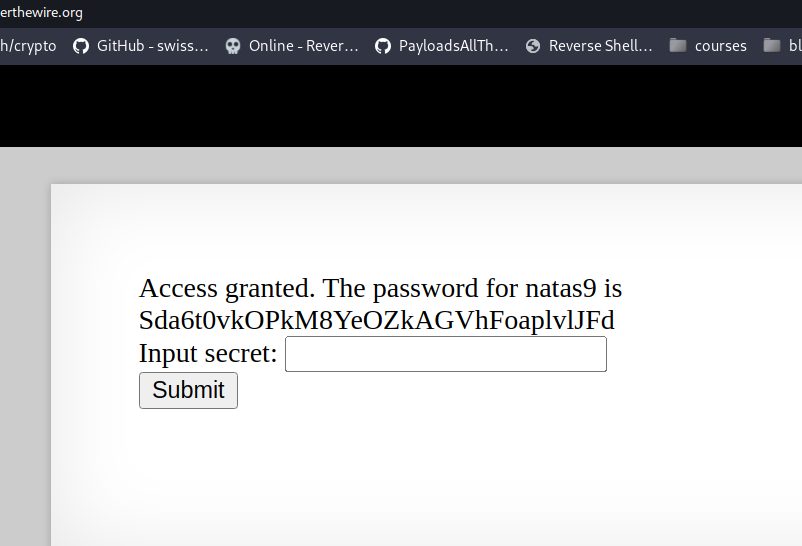 erthewire.org
h/crypto GitHub - swiss... Online - Rever... PayloadsAllTh... Reverse Shell... courses bl
Access granted. The password for natas9 is
Sda6t0vkOPkM8YeOZkAGVhFoaplvlJFd
Input secret:
Submit